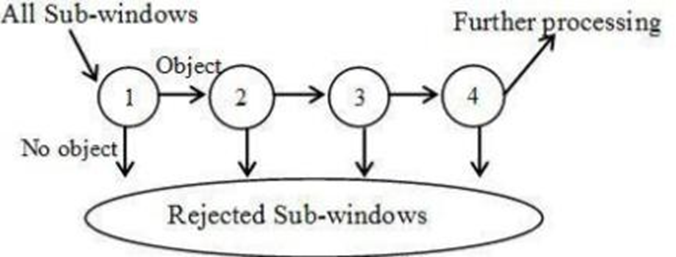 All Sub-windows
Further processing
Object
1
2
3
4
No object
Rejected Sub-windows